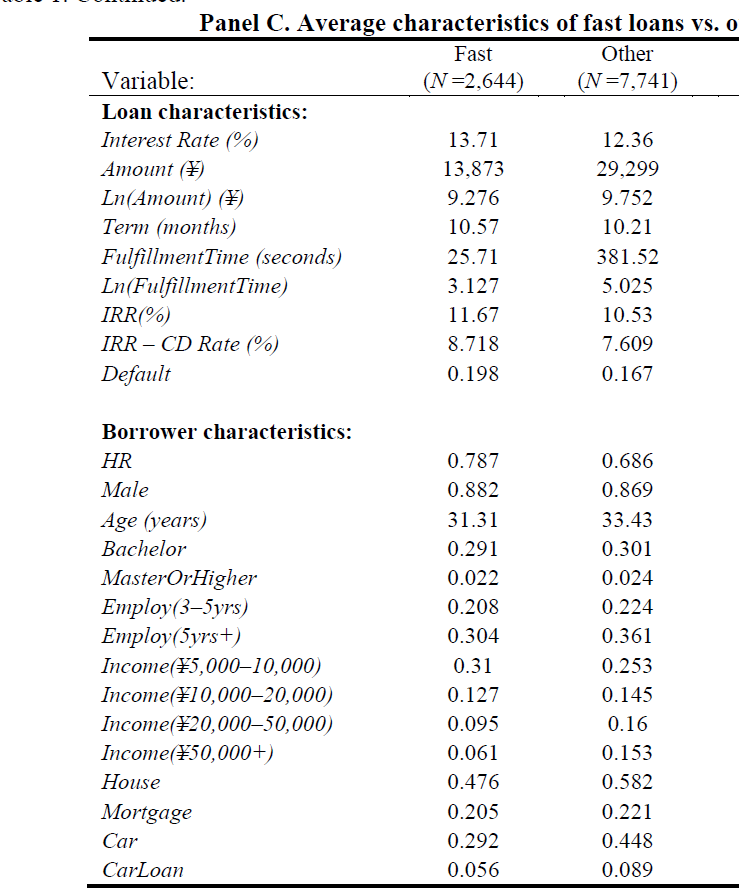 Panel C. Average characteristics of fast loans vs. o
Fast Other
Variable: (N=2,644) (N=7,741)
Loan characteristics:
Interest Rate (%) 13.71 12.36
Amount (¥) 13,873 29,299
Ln(Amount) (¥) 9.276 9.752
Term (months) 10.57 10.21
FulfillmentTime (seconds) 25.71 381.52
Ln(FulfillmentTime) 3.127 5.025
IRR(%) 11.67 10.53
IRR – CD Rate (%) 8.718 7.609
Default 0.198 0.167
Borrower characteristics:
HR 0.787 0.686
Male 0.882 0.869
Age (years) 31.31 33.43
Bachelor 0.291 0.301
MasterOrHigher 0.022 0.024
Employ(3–5yrs) 0.208 0.224
Employ(5yrs+) 0.304 0.361
Income(¥5,000–10,000) 0.31 0.253
Income(¥10,000–20,000) 0.127 0.145
Income(¥20,000–50,000) 0.095 0.16
Income(¥50,000+) 0.061 0.153
House 0.476 0.582
Mortgage 0.205 0.221
Car 0.292 0.448
CarLoan 0.056 0.089